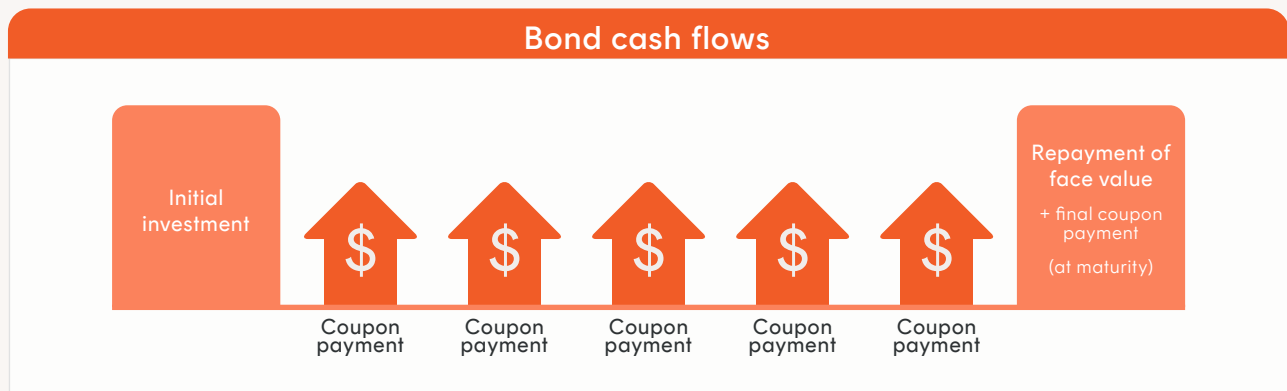 Bond cash flows
Initial
investment
$
$
$
$
$
Repayment of
face value
+ final coupon
payment
(at maturity)
Coupon
payment
Coupon
payment
Coupon
payment
Coupon
payment
Coupon
payment